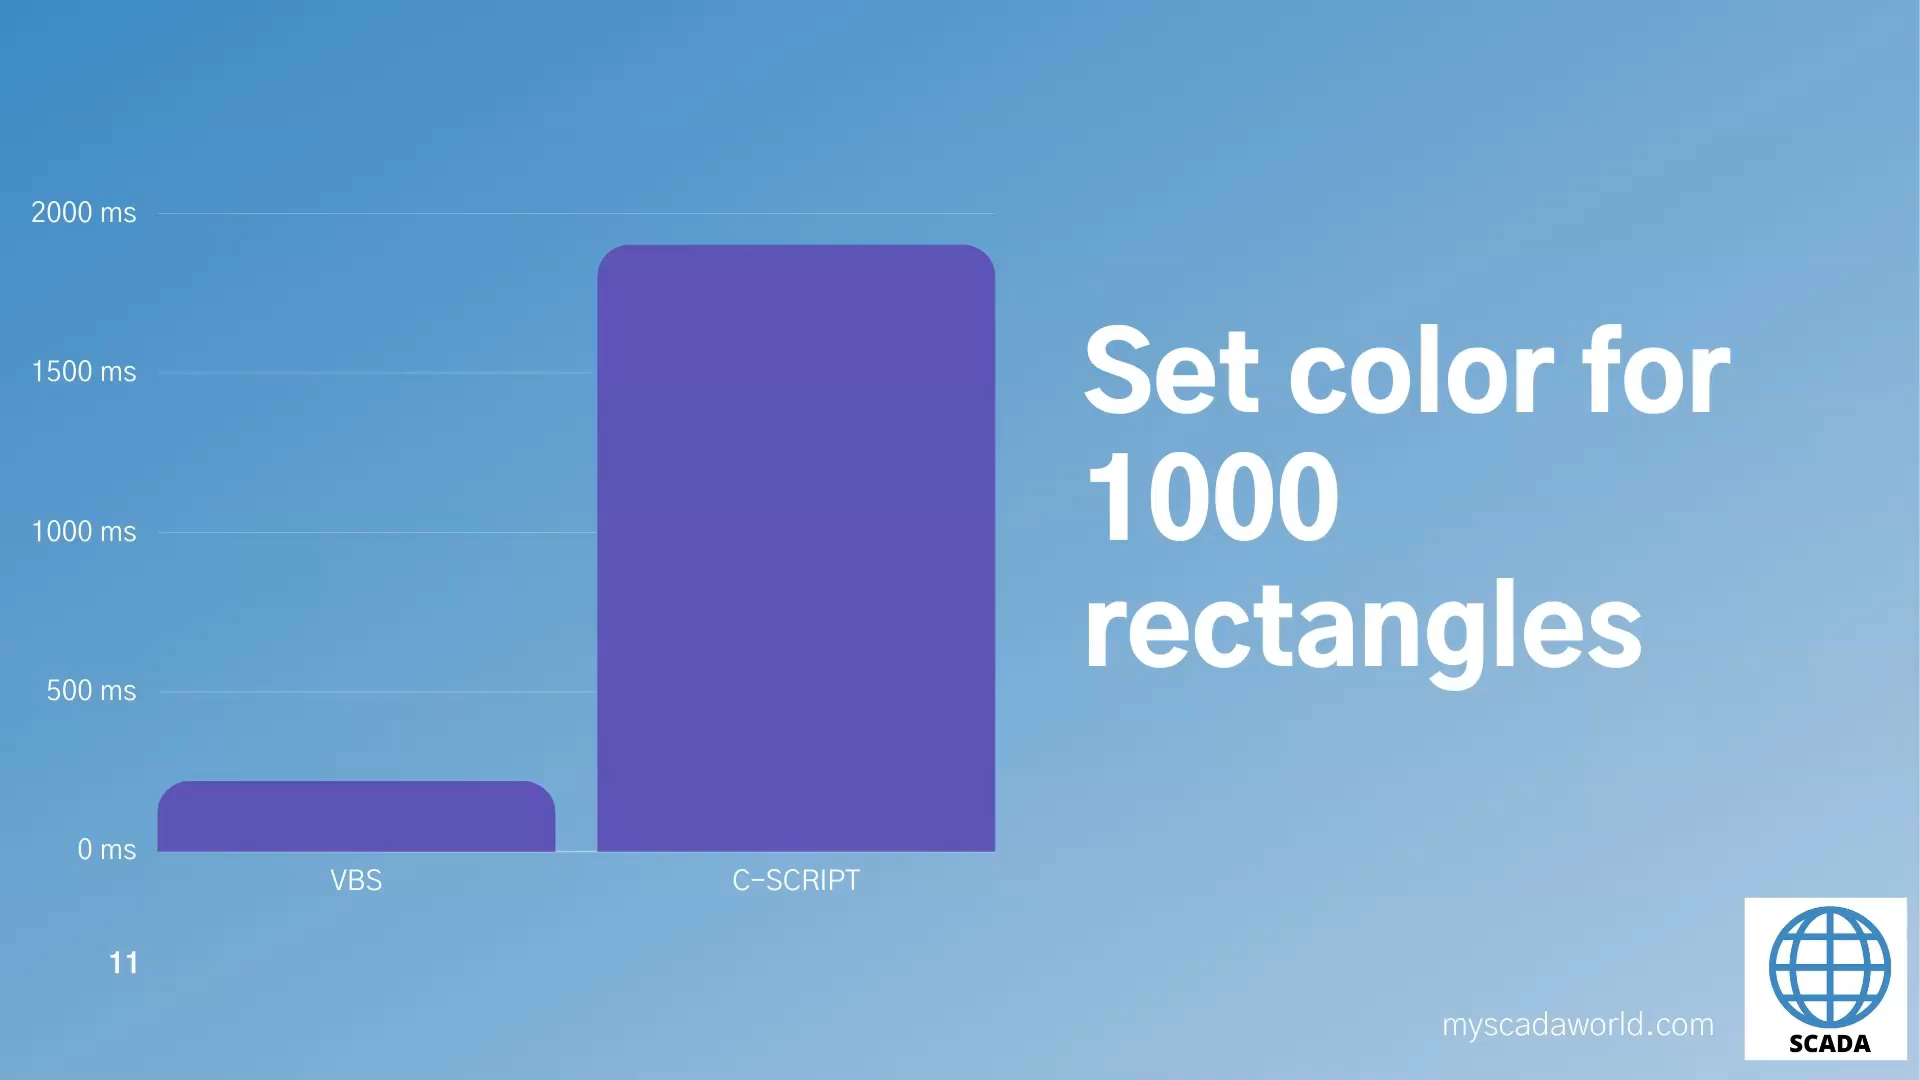 2000 ms
1500 ms
1000 ms
500 ms
0 ms
VBS
C-SCRIPT
Set color for
1000
rectangles
11
myscadaworld.com
SCADA